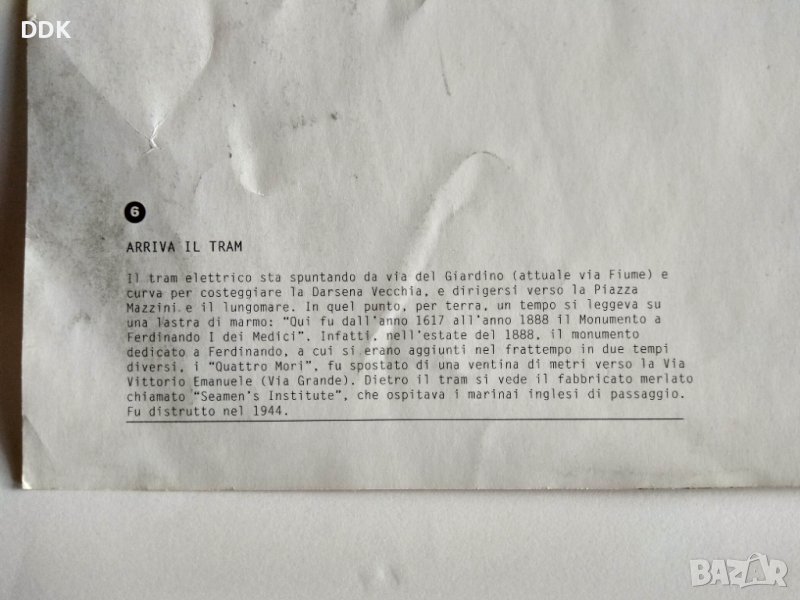 DDK
6
ARRIVA IL TRAM
Il tram elettrico sta spuntando da via del Giardino (attuale via Fiume) e
curva per costeggiare la Darsena Vecchia, e dirigersi verso la Piazza
Mazzini e il lungomare. In quel punto, per terra, un tempo si leggeva su
una lastra di marmo: "Qui fu dall'anno 1617 all'anno 1888 il Monumento a
Ferdinando I dei Medici". Infatti, nell'estate del 1888, il monumento
dedicato a Ferdinando, a cui si erano aggiunti nel frattempo in due tempi
diversi, i "Quattro Mori", fu spostato di una ventina di metri verso la Via
Vittorio Emanuele (Via Grande). Dietro il tram si vede il fabbricato merlato
chiamato "Seamen's Institute", che ospitava i marinai inglesi di passaggio.
Fu distrutto nel 1944.
BAZAR